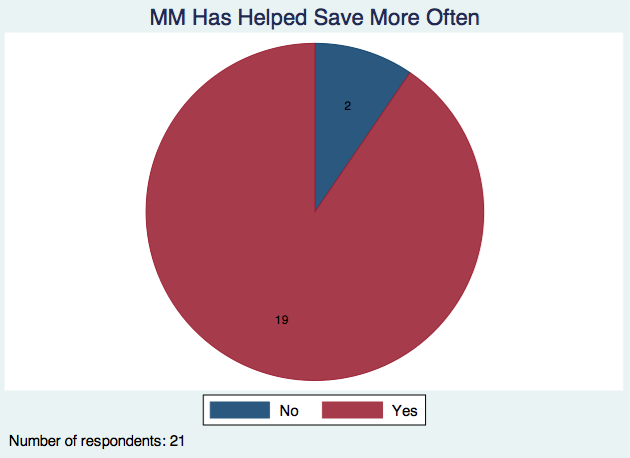 MM Has Helped Save More Often
2
19
No Yes
Number of respondents: 21